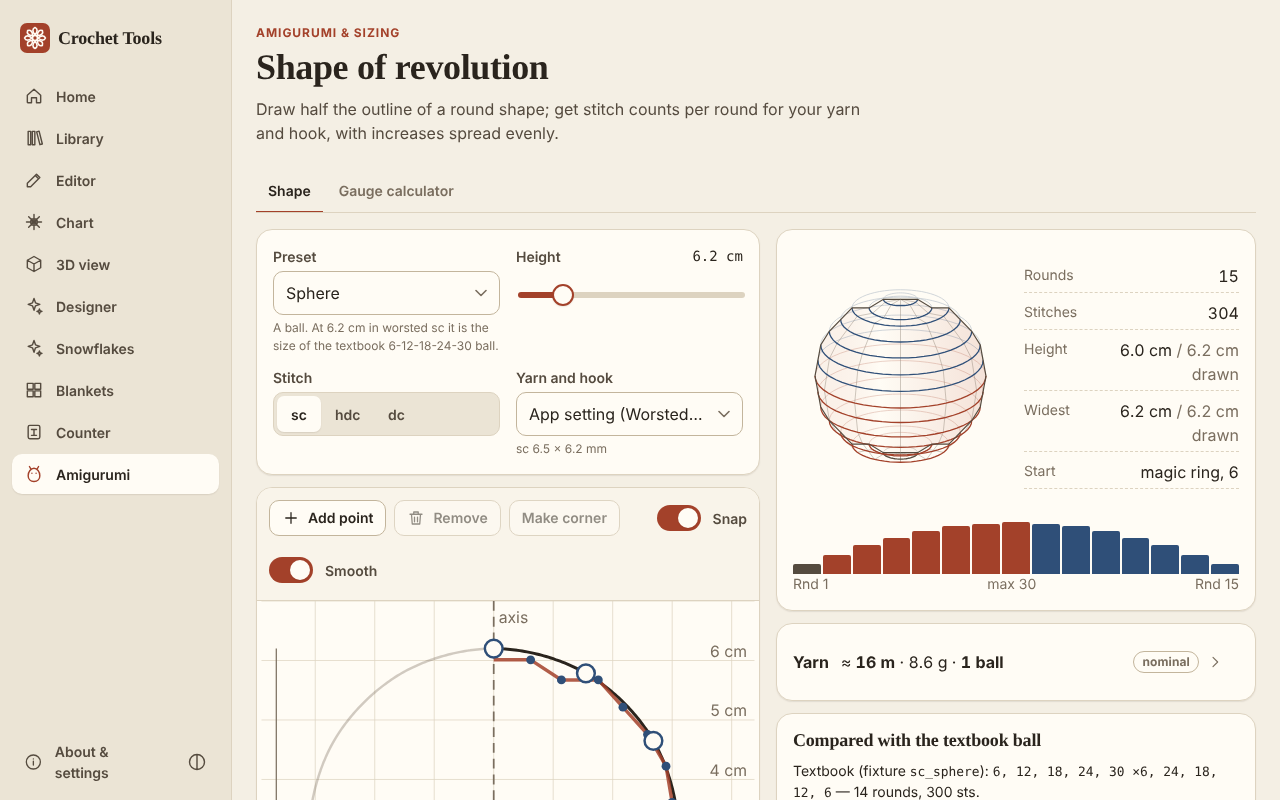 Crochet Tools
Home
Library
Editor
Chart
3D view
Designer
Snowflakes
Blankets
Counter
Amigurumi
About &
settings
AMIGURUMI & SIZING
Shape of revolution
Draw half the outline of a round shape; get stitch counts per round for your yarn
and hook, with increases spread evenly.
Shape
Gauge calculator
Preset
Sphere
A ball. At 6.2 cm in worsted sc it is the
size of the textbook 6-12-18-24-30 ball.
Height
6.2 cm
Stitch
sc
hdc
dc
Yarn and hook
App setting (Worsted...
sc 6.5 × 6.2 mm
Add point
Remove
Make corner
Snap
Smooth
axis
6 cm
5 cm
4 cm
Rounds
15
Stitches
304
Height
6.0 cm / 6.2 cm
drawn
Widest
6.2 cm / 6.2 cm
drawn
Start
magic ring, 6
Rnd 1
max 30
Rnd 15
Yarn ≈ 16 m · 8.6 g · 1 ball
nominal
Compared with the textbook ball
Textbook (fixture sc_sphere): 6, 12, 18, 24, 30 ×6, 24, 18,
12, 6 — 14 rounds, 300 sts.